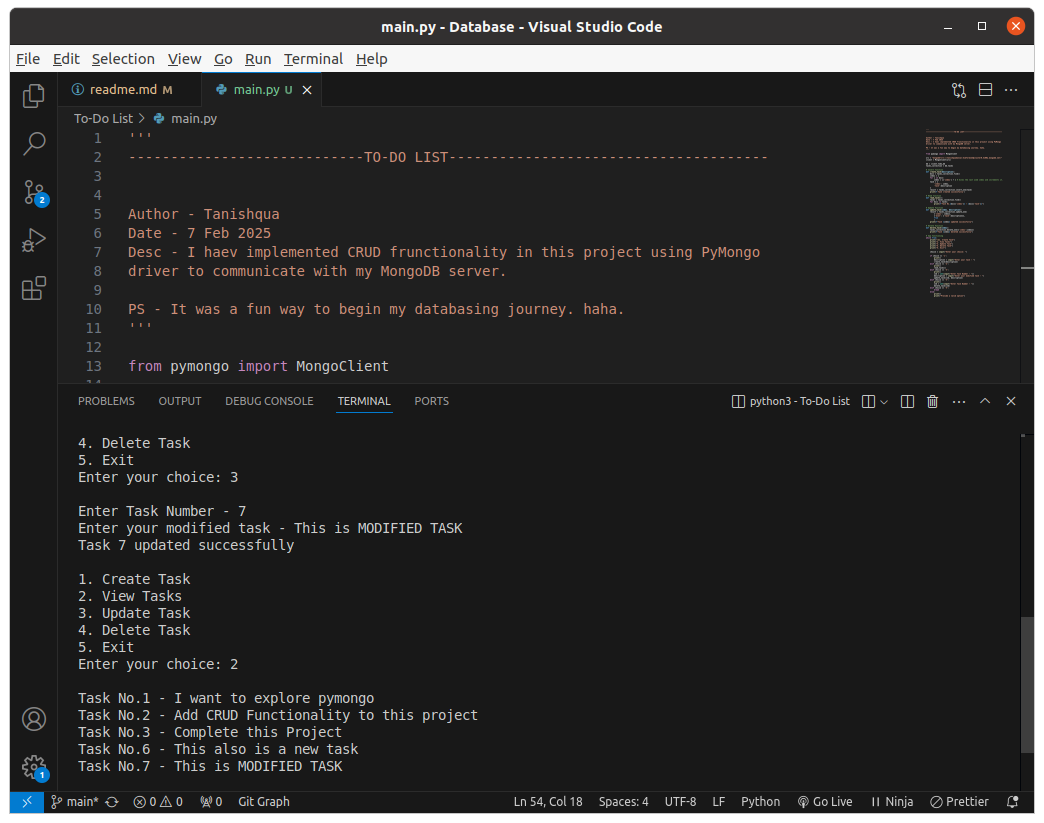 main.py - Database - Visual Studio Code
File Edit Selection View Go Run Terminal Help
readme.md M main.py U
To-Do List > main.py
1 '''
2 ----------------------------TO-DO LIST--------------------------------------
3
4
5 Author - Tanishqua
6 Date - 7 Feb 2025
7 Desc - I haev implemented CRUD frunctionality in this project using PyMongo
8 driver to communicate with my MongoDB server.
9
10 PS - It was a fun way to begin my databasing journey. haha.
11 '''
12
13 from pymongo import MongoClient
14
PROBLEMS OUTPUT DEBUG CONSOLE TERMINAL PORTS python3 - To-Do List
4. Delete Task
5. Exit
Enter your choice: 3
Enter Task Number - 7
Enter your modified task - This is MODIFIED TASK
Task 7 updated successfully
1. Create Task
2. View Tasks
3. Update Task
4. Delete Task
5. Exit
Enter your choice: 2
Task No.1 - I want to explore pymongo
Task No.2 - Add CRUD Functionality to this project
Task No.3 - Complete this Project
Task No.6 - This also is a new task
Task No.7 - This is MODIFIED TASK
2
1
main* 0 0 0 Git Graph Ln 54, Col 18 Spaces: 4 UTF-8 LF Python Go Live Ninja Prettier